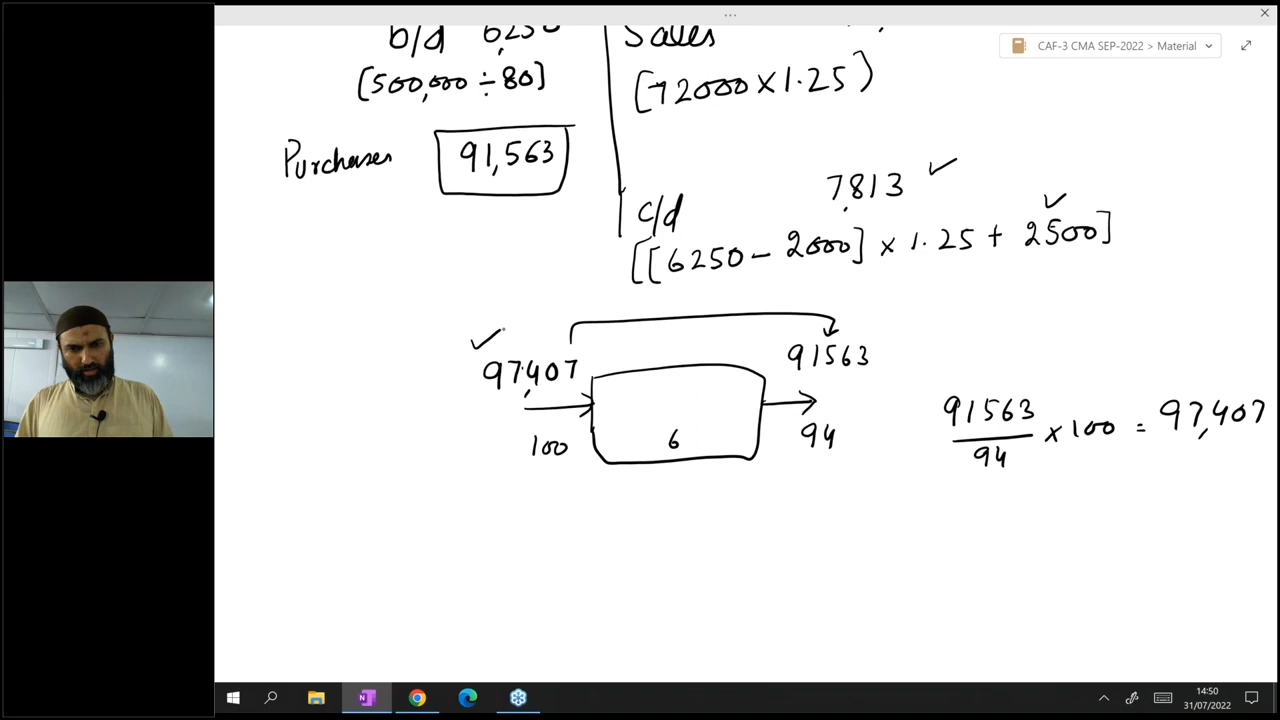 CAF-3 CMA SEP-2022 > Material
b/d 6,250
[500,000 ÷ 80]
Purchases 91,563
Sales
[72000 x 1.25)
7,813
c/d
[[6250 - 2000] x 1.25 + 2500]
97,407
91563
100
6
94
91563
94
x 100 = 97,407
14:50
31/07/2022